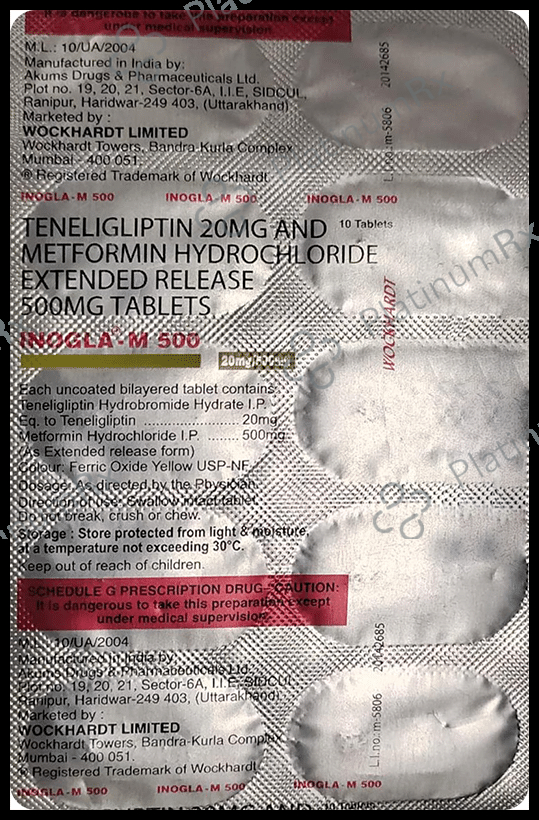 It is dangerous to take this preparation except
under medical supervision.
M.L.: 10/UA/2004
Manufactured in India by:
Akums Drugs & Pharmaceuticals Ltd.
Plot no. 19, 20, 21, Sector-6A, I.I.E, SIDCUL,
Ranipur, Haridwar-249 403, (Uttarakhand)
Marketed by :
WOCKHARDT LIMITED
Wockhardt Towers, Bandra-Kurla Complex
Mumbai - 400 051.
® Registered Trademark of Wockhardt
L.I.no.:m-5806 20142685
INOGLA-M 500 INOGLA-M 500 INOGLA-M 500
TENELIGLIPTIN 20MG AND 10 Tablets
METFORMIN HYDROCHLORIDE
EXTENDED RELEASE
500MG TABLETS
INOGLA®-M 500
20mg/500mg
WOCKHARDT
Each uncoated bilayered tablet contains:
Teneligliptin Hydrobromide Hydrate I.P.
Eq. to Teneligliptin ........................ 20mg
Metformin Hydrochloride I.P. ........ 500mg
(As Extended release form)
Colour: Ferric Oxide Yellow USP-NF
Dosage: As directed by the Physician.
Direction of use: Swallow intact tablet.
Do not break, crush or chew.
Storage : Store protected from light & moisture,
at a temperature not exceeding 30°C.
Keep out of reach of children.
SCHEDULE G PRESCRIPTION DRUG-CAUTION:
It is dangerous to take this preparation except
under medical supervision.
M.L.: 10/UA/2004
Manufactured in India by:
Akums Drugs & Pharmaceuticals Ltd.
Plot no. 19, 20, 21, Sector-6A, I.I.E, SIDCUL,
Ranipur, Haridwar-249 403, (Uttarakhand)
Marketed by :
WOCKHARDT LIMITED
Wockhardt Towers, Bandra-Kurla Complex
Mumbai - 400 051.
® Registered Trademark of Wockhardt
L.I.no.:m-5806 20142685
INOGLA-M 500 INOGLA-M 500 INOGLA-M 500
PlatinumRx